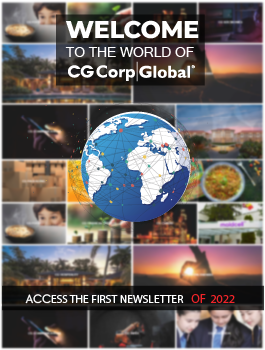 WELCOME
TO THE WORLD OF
CG Corp|Global®
ACCESS THE FIRST NEWSLETTER OF 2022